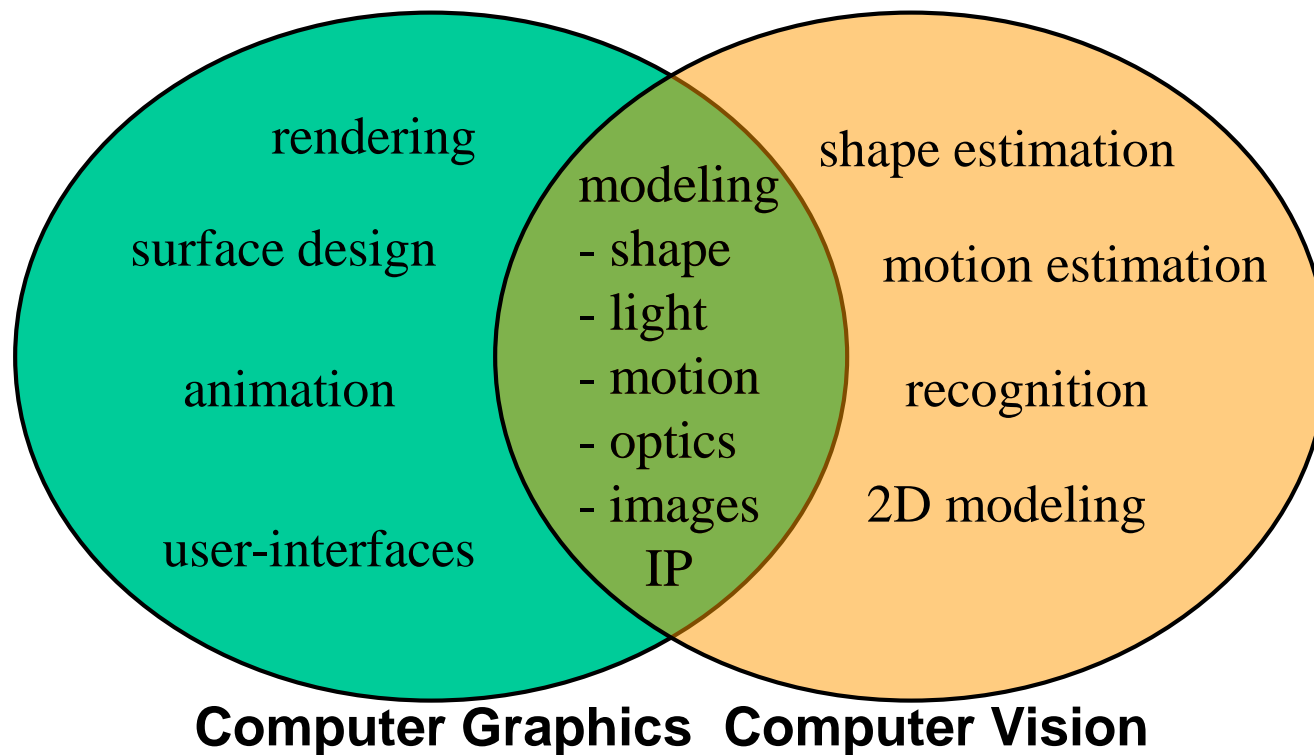 rendering
surface design
animation
user-interfaces
modeling
- shape
- light
- motion
- optics
- images
IP
shape estimation
motion estimation
recognition
2D modeling
Computer Graphics
Computer Vision